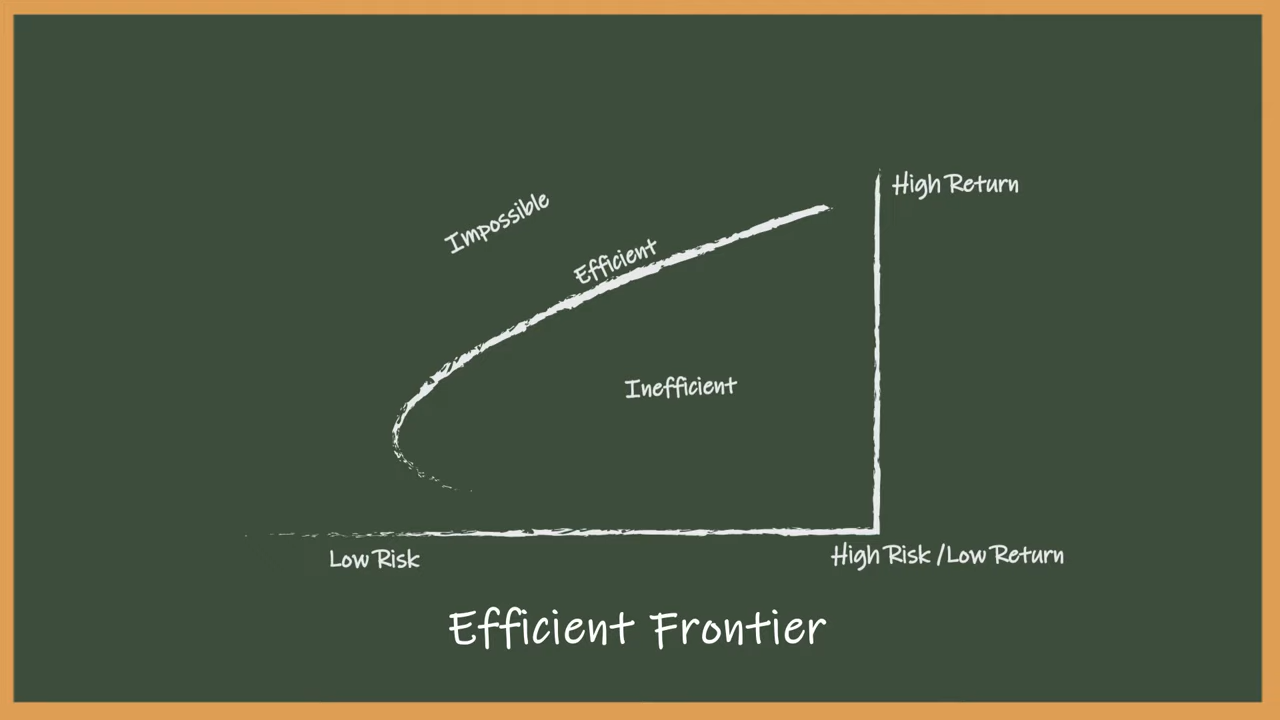 High Return
Impossible
Efficient
Inefficient
Low Risk
High Risk / Low Return
Efficient Frontier